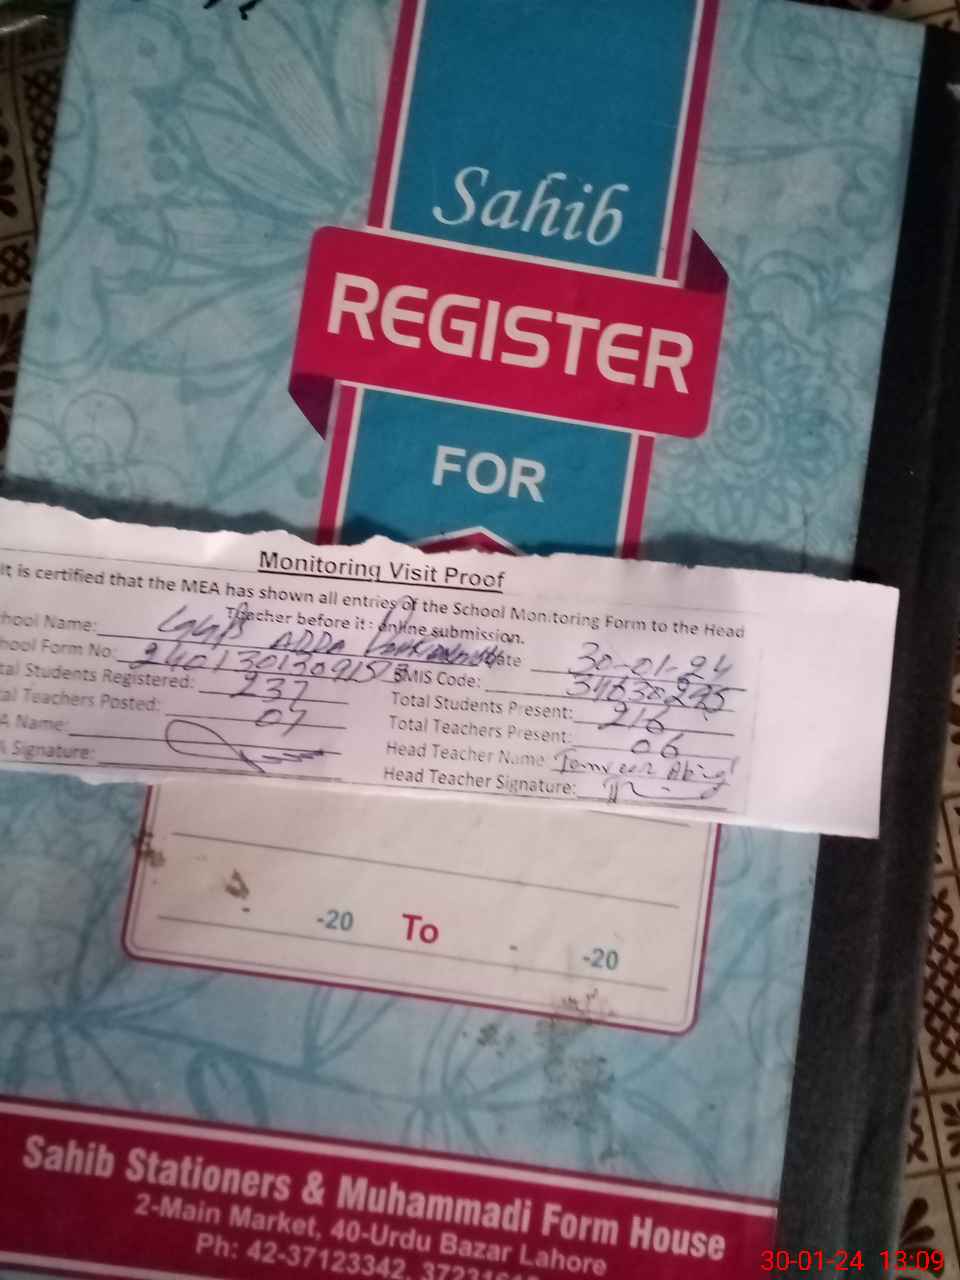 Sahib
REGISTER
FOR
Monitoring Visit Proof
It is certified that the MEA has shown all entries of the School Monitoring Form to the Head
Teacher before it : online submission.
hool Name: ADDA
ate 30-01-24
hool Form No:
EMIS Code:
tal Students Registered: 237
Total Students Present: 216
tal Teachers Posted: 07
Total Teachers Present: 06
A Name:
Head Teacher Name:
A Signature:
Head Teacher Signature:
-20 To - -20
Sahib Stationers & Muhammadi Form House
2-Main Market, 40-Urdu Bazar Lahore
Ph: 42-37123342,
30-01-24 13:09